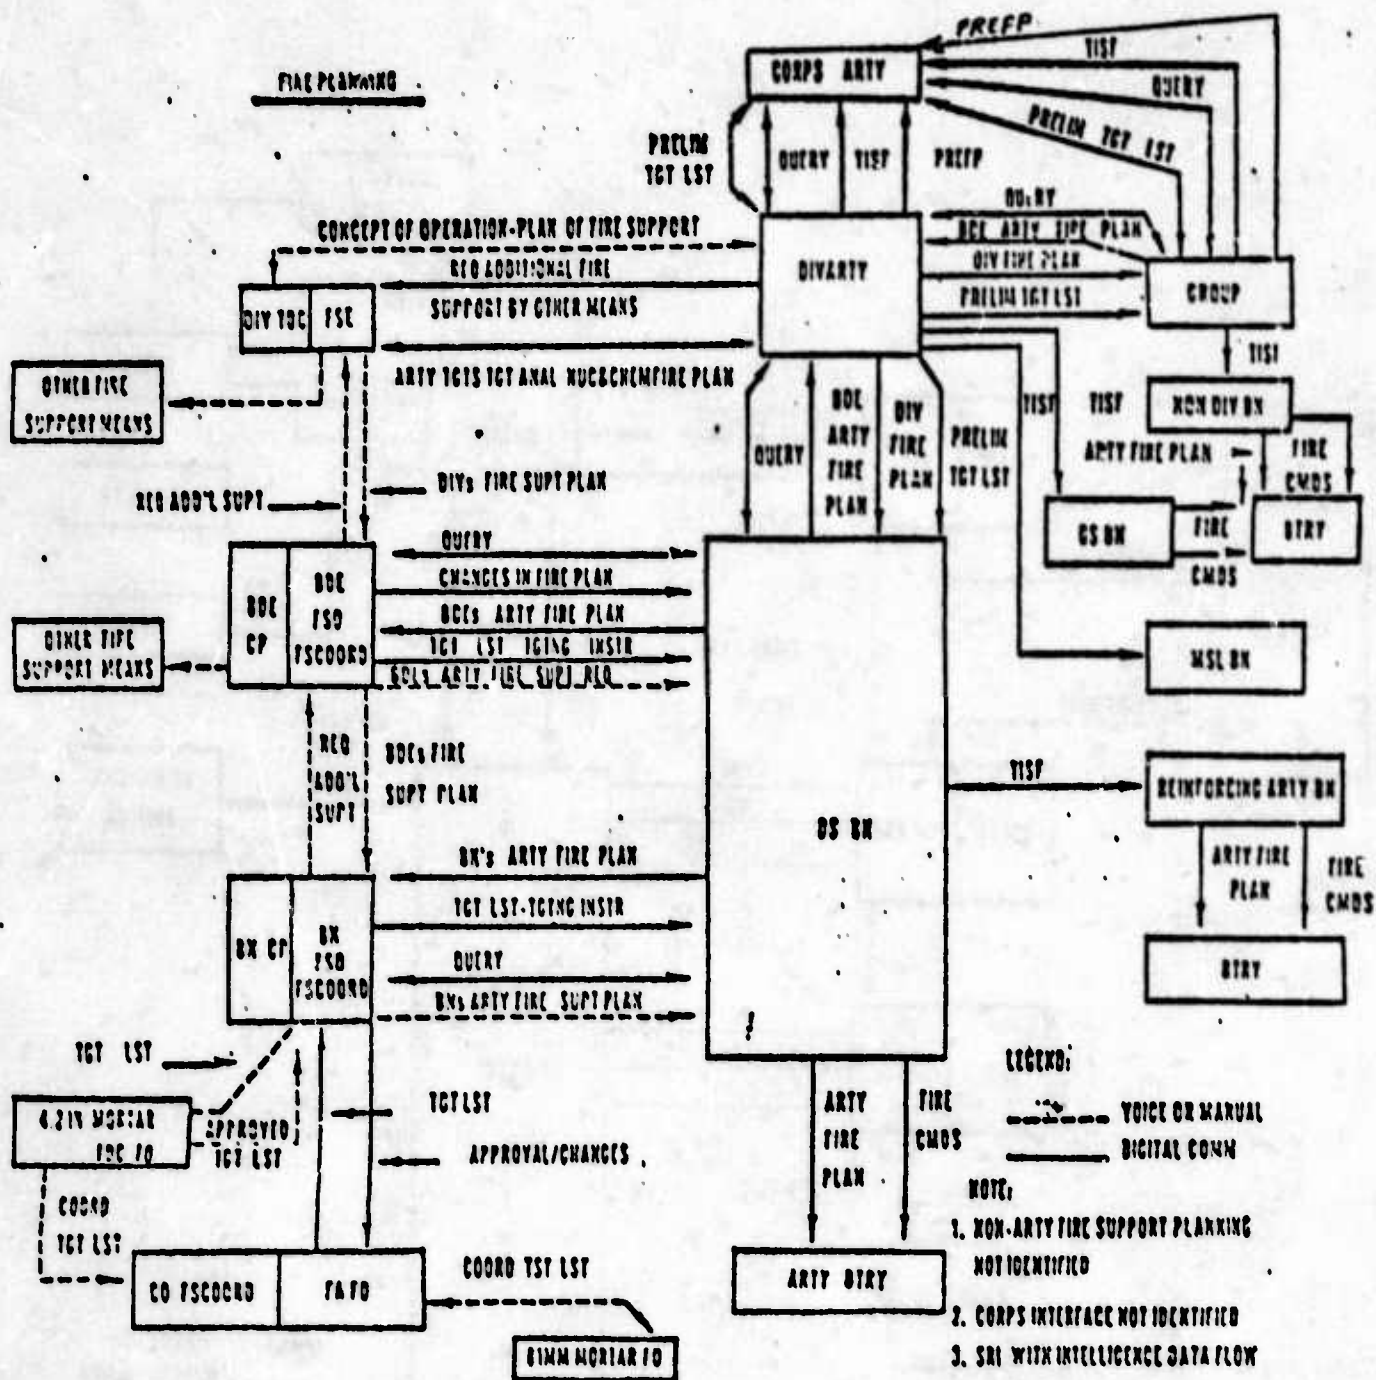 FIRE PLANNING
PREFP
TISF
QUERY
PRELIM TGT LST
CORPS ARTY
PRELIM
TGT LST
QUERY
TISF
PREFP
CONCEPT OF OPERATION-PLAN OF FIRE SUPPORT
REQ ADDITIONAL FIRE
SUPPORT BY OTHER MEANS
ARTY TGTS TGT ANAL NUC&CHEM FIRE PLAN
DIVARTY
QUERY
BDE ARTY FIRE PLAN
DIV FIRE PLAN
PRELIM TGT LST
GROUP
TISF
DIV TOC
FSE
OTHER FIRE
SUPPORT MEANS
REQ ADD'L SUPT
DIVs FIRE SUPT PLAN
QUERY
BDE
ARTY
FIRE
PLAN
DIV
FIRE
PLAN
PRELIM
TGT LST
TISF
TISF
NON DIV BN
ARTY FIRE PLAN
FIRE
CMDS
GS BN
FIRE
CMDS
BTRY
MSL BN
BDE
CP
BDE
FSO
FSCOORD
OTHER FIRE
SUPPORT MEANS
QUERY
CHANGES IN FIRE PLAN
BDEs ARTY FIRE PLAN
TGT LST TGTNG INSTR
BDEs ARTY FIRE SUPT REQ
REQ
ADD'L
SUPT
BDEs FIRE
SUPT PLAN
DS BN
TISF
REINFORCING ARTY BN
ARTY FIRE
PLAN
FIRE
CMDS
BTRY
BN CP
BN
FSO
FSCOORD
BN's ARTY FIRE PLAN
TGT LST-TGTNG INSTR
QUERY
BNs ARTY FIRE SUPT PLAN
TGT LST
4.2 IN MORTAR
FDC FO
APPROVED
TGT LST
TGT LST
APPROVAL/CHANGES
COORD
TGT LST
CO FSCOORD
FA FO
COORD TST LST
81MM MORTAR FO
ARTY
FIRE
PLAN
FIRE
CMDS
ARTY BTRY
LEGEND:
VOICE OR MANUAL
DIGITAL COMM
NOTE:
1. NON-ARTY FIRE SUPPORT PLANNING
NOT IDENTIFIED
2. CORPS INTERFACE NOT IDENTIFIED
3. SRI WITH INTELLIGENCE DATA FLOW